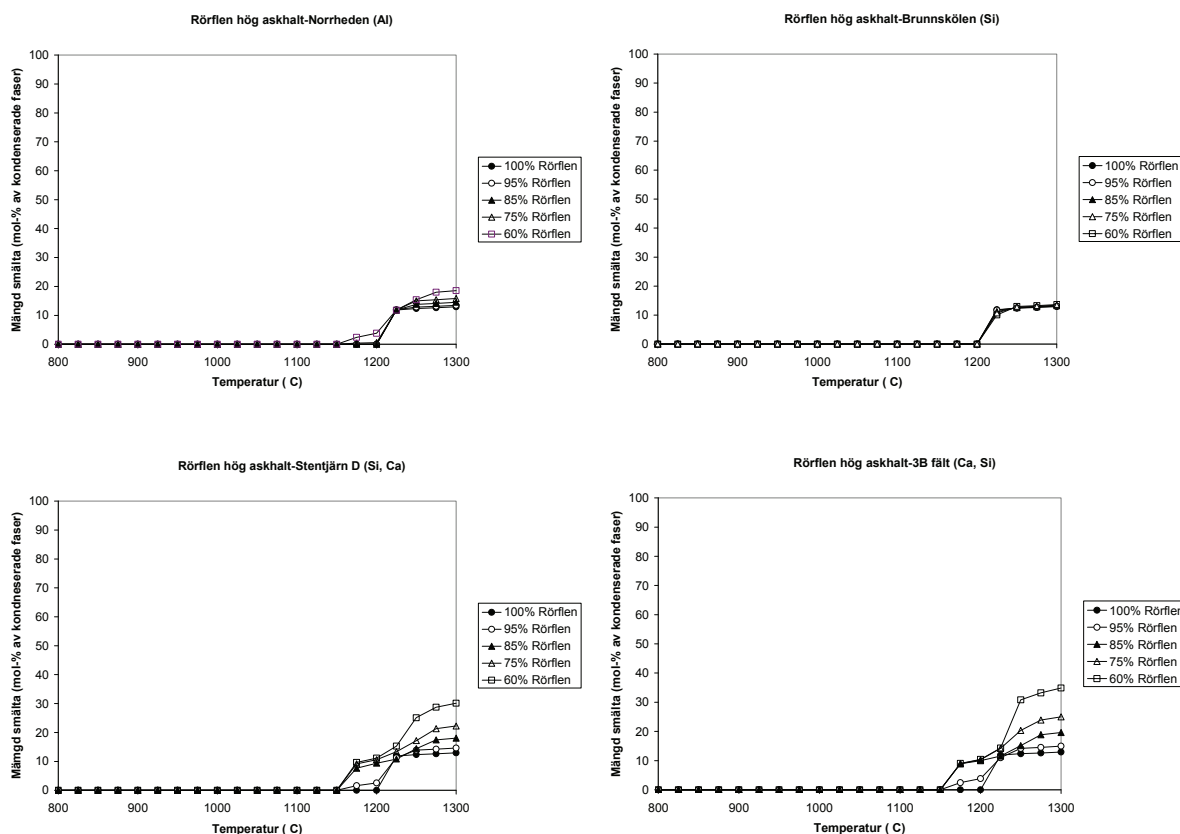 Rörflen hög askhalt-Norrheden (Al)
Mängd smälta (mol-% av kondenserade faser)
100
90
80
70
60
50
40
30
20
10
0
800 900 1000 1100 1200 1300
Temperatur ( C)
100% Rörflen
95% Rörflen
85% Rörflen
75% Rörflen
60% Rörflen
Rörflen hög askhalt-Brunnskölen (Si)
Mängd smälta (mol-% av kondenserade faser)
100
90
80
70
60
50
40
30
20
10
0
800 900 1000 1100 1200 1300
Temperatur ( C)
100% Rörflen
95% Rörflen
85% Rörflen
75% Rörflen
60% Rörflen
Rörflen hög askhalt-Stentjärn D (Si, Ca)
Mämgd smälta (mol-% av kondneserade faser)
100
90
80
70
60
50
40
30
20
10
0
800 900 1000 1100 1200 1300
Temperatur ( C)
100% Rörflen
95% Rörflen
85% Rörflen
75% Rörflen
60% Rörflen
Rörflen hög askhalt-3B fält (Ca, Si)
Mängd smälta (mol-% av kondenserade faser)
100
90
80
70
60
50
40
30
20
10
0
800 900 1000 1100 1200 1300
Temperatur ( C)
100% Rörflen
95% Rörflen
85% Rörflen
75% Rörflen
60% Rörflen